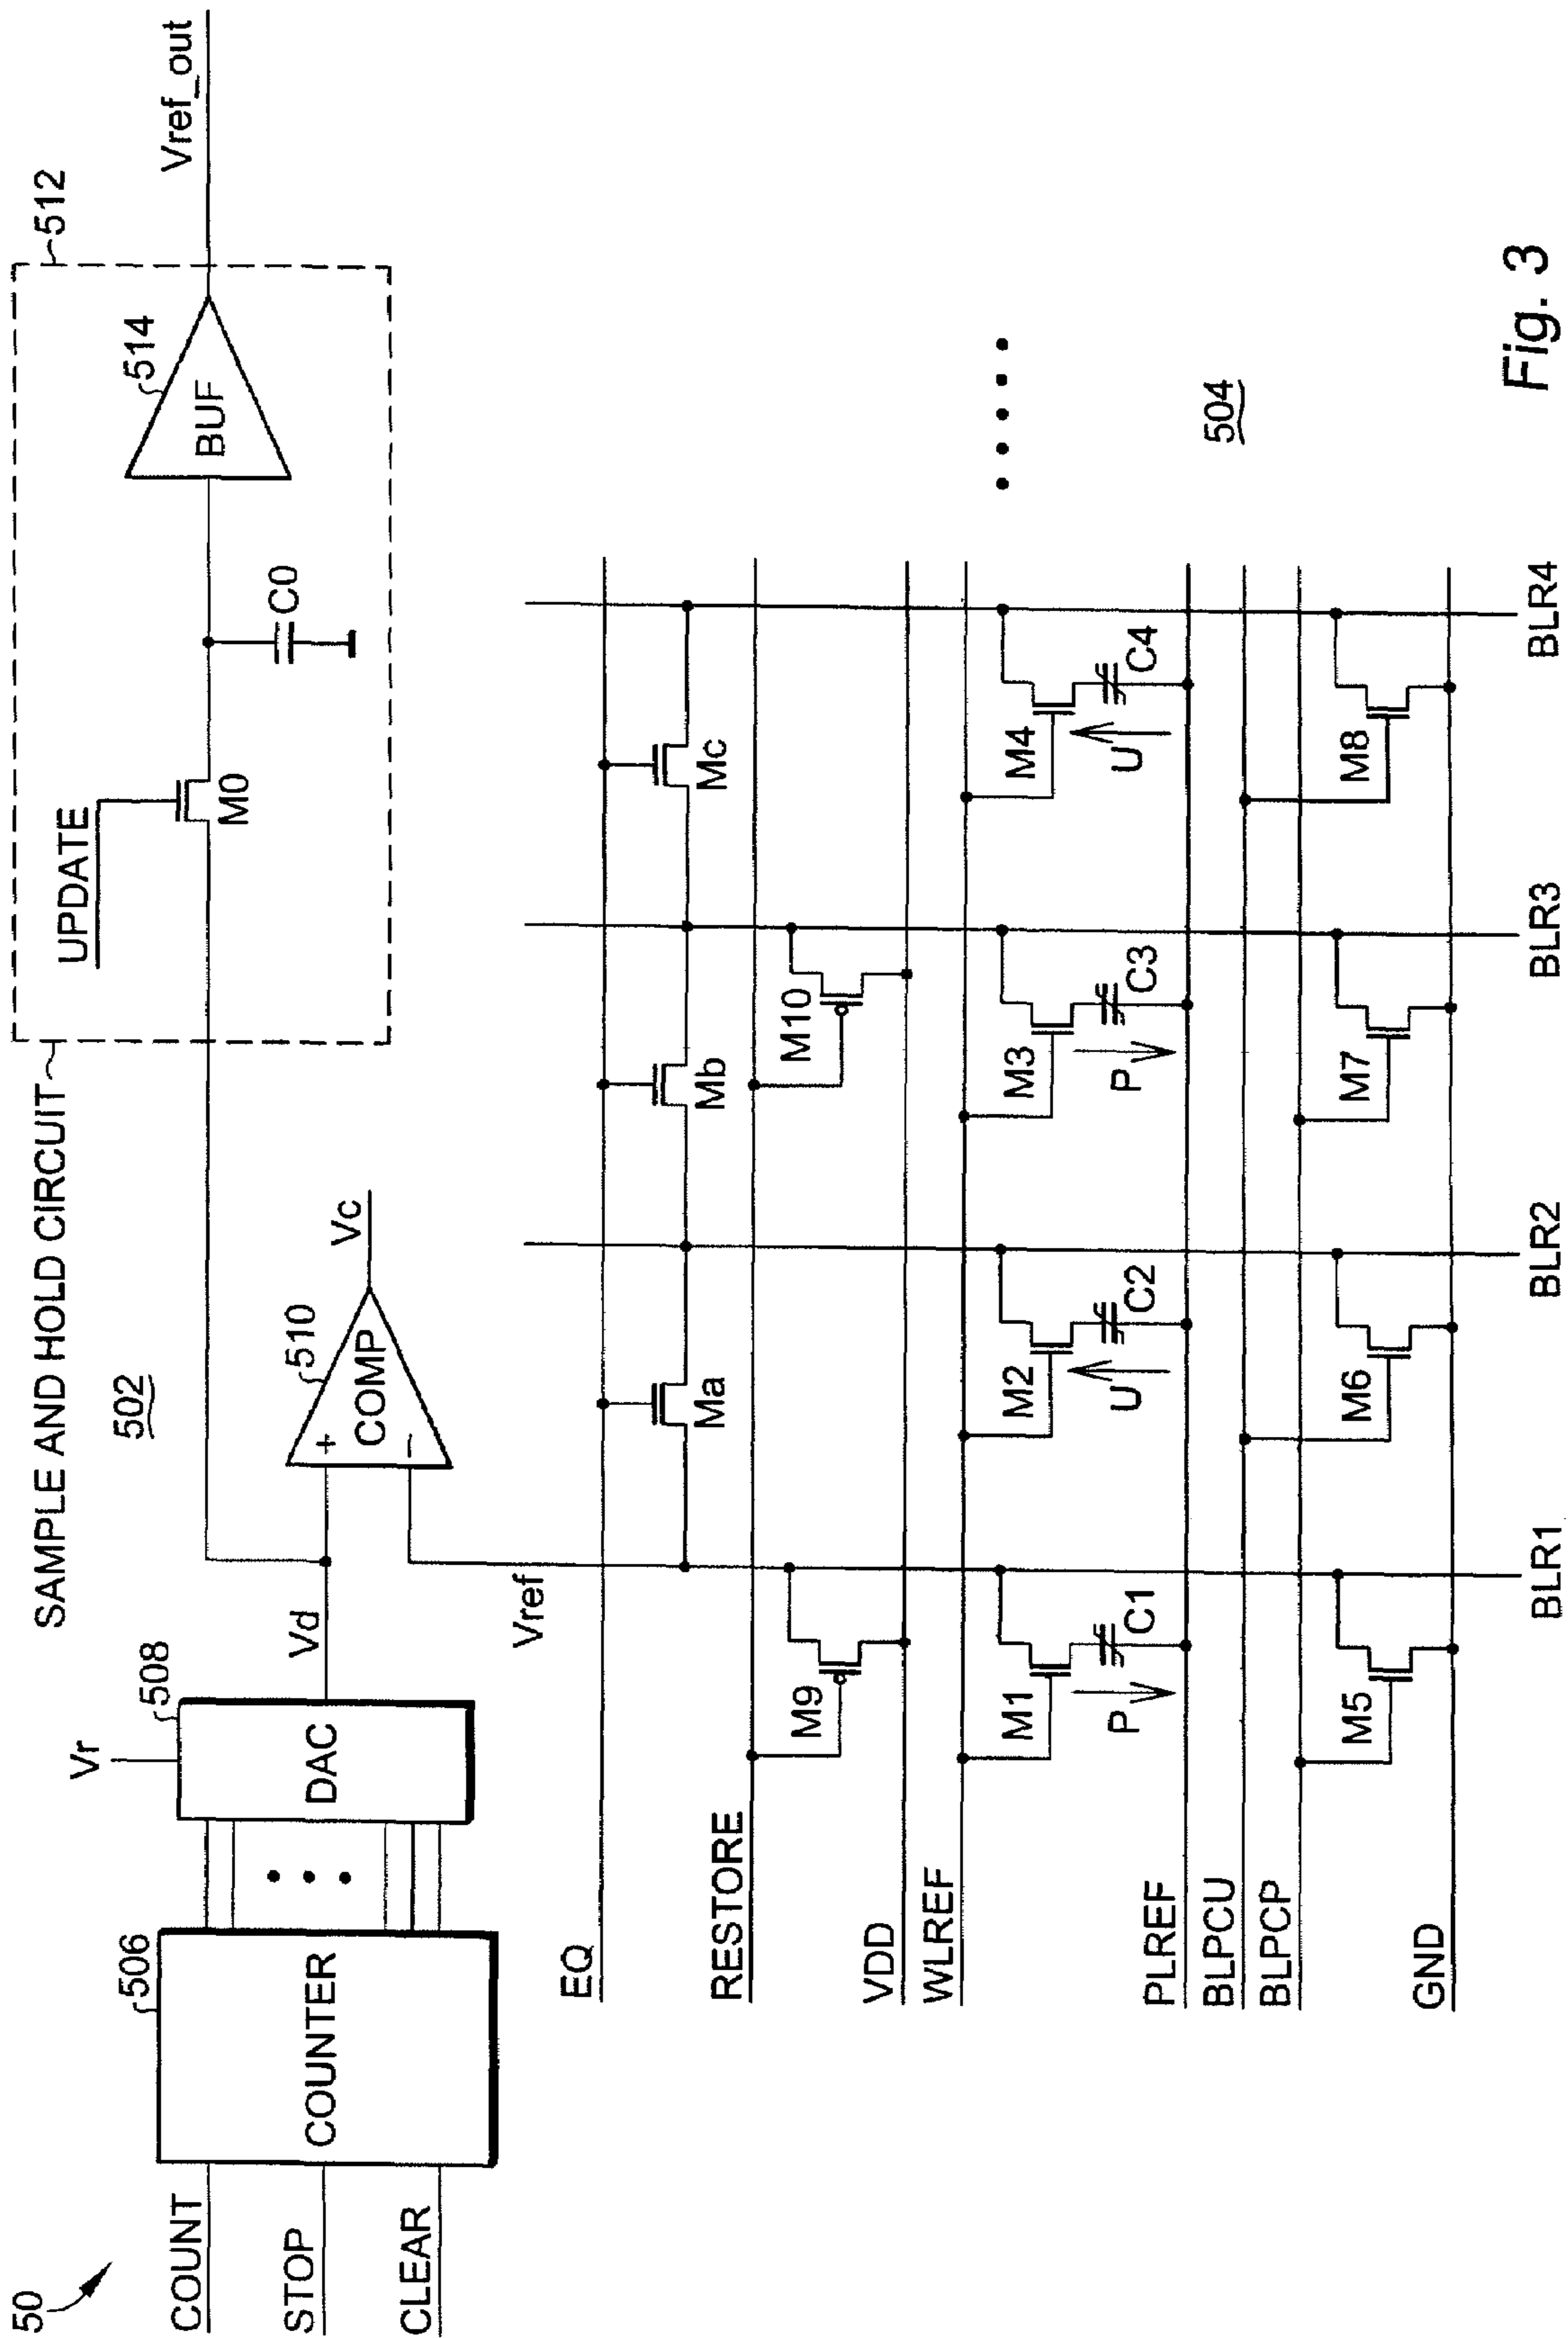 50
COUNT
STOP
CLEAR
506
COUNTER
Vr
508
DAC
Vd
SAMPLE AND HOLD CIRCUIT
502
510
+
-
COMP
Vc
Vref
UPDATE
M0
C0
514
BUF
512
Vref_out
EQ
Ma
Mb
Mc
RESTORE
M9
M10
VDD
WLREF
M1
P
C1
M2
U
C2
M3
P
C3
M4
U
C4
PLREF
BLPCU
BLPCP
M5
M6
M7
M8
GND
BLR1
BLR2
BLR3
BLR4
504
Fig. 3